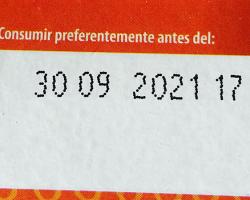 Consumir preferentemente antes del:
30 09 2021 17